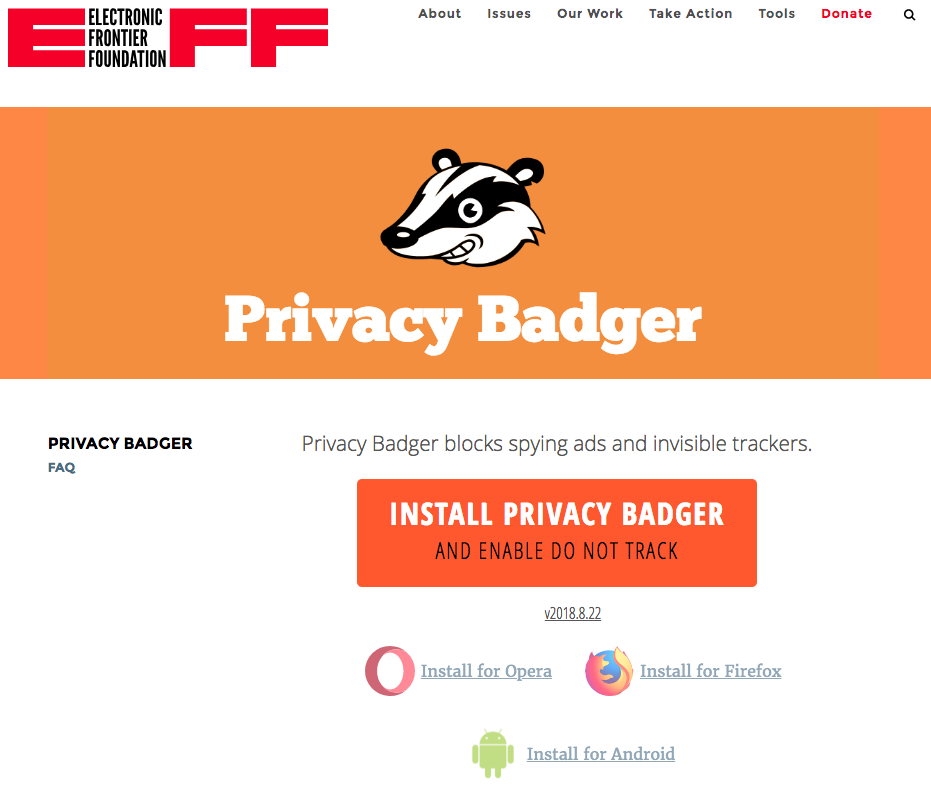 ELECTRONIC
FRONTIER
FOUNDATION
EFF
About Issues Our Work Take Action Tools Donate
Privacy Badger
PRIVACY BADGER
FAQ
Privacy Badger blocks spying ads and invisible trackers.
INSTALL PRIVACY BADGER
AND ENABLE DO NOT TRACK
v2018.8.22
Install for Opera Install for Firefox
Install for Android